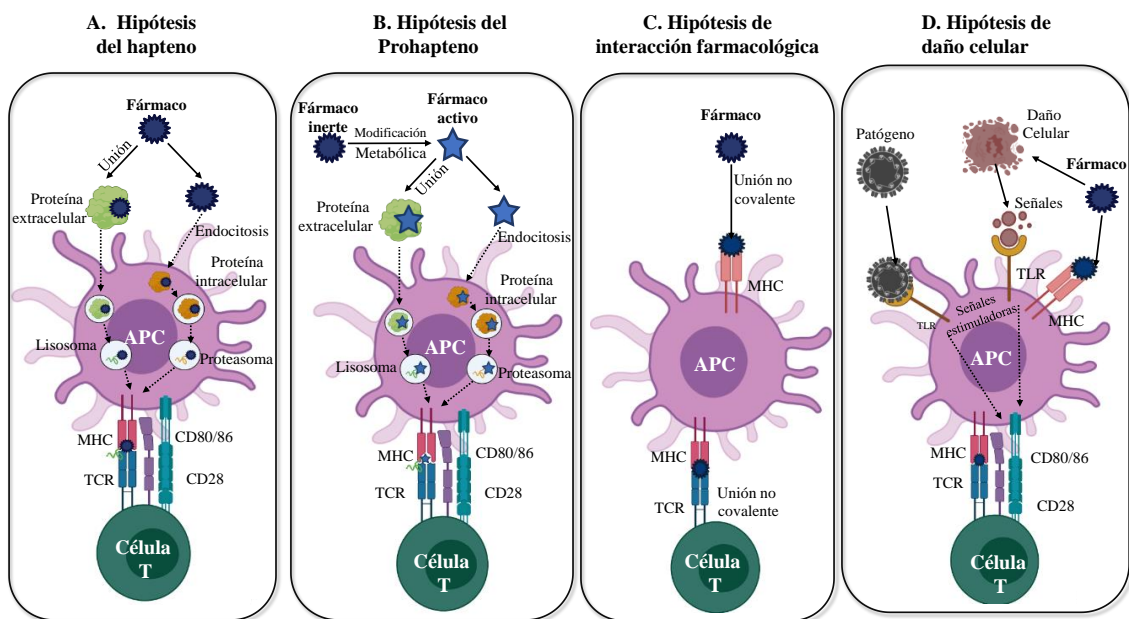 A. Hipótesis
del hapteno
Fármaco
Unión
Proteína
extracelular
Endocitosis
Proteína
intracelular
APC
Lisosoma
Proteasoma
MHC
CD80/86
TCR
CD28
Célula
T
B. Hipótesis del
Prohapteno
Fármaco
inerte
Modificación
Metabólica
Fármaco
activo
Unión
Proteína
extracelular
Endocitosis
Proteína
intracelular
APC
Lisosoma
Proteasoma
MHC
CD80/86
TCR
CD28
Célula
T
C. Hipótesis de
interacción farmacológica
Fármaco
Unión no
covalente
MHC
APC
MHC
TCR
Unión no
covalente
Célula
T
D. Hipótesis de
daño celular
Patógeno
Daño
Celular
Fármaco
Señales
TLR
TLR
MHC
Señales
estimuladoras
APC
MHC
CD80/86
TCR
CD28
Célula
T